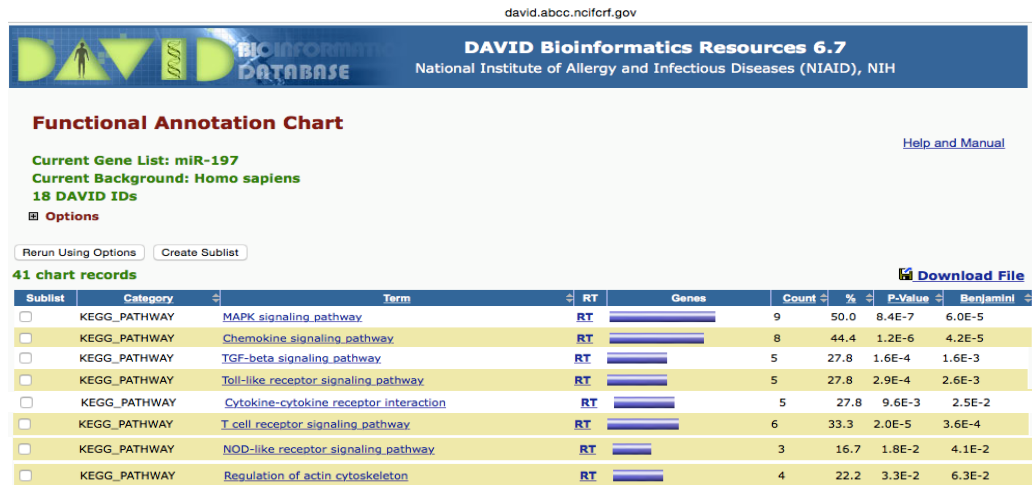 david.abcc.ncifcrf.gov
DAVID BIOINFORMATIC DATABASE
DAVID Bioinformatics Resources 6.7
National Institute of Allergy and Infectious Diseases (NIAID), NIH
Functional Annotation Chart
Help and Manual
Current Gene List: miR-197
Current Background: Homo sapiens
18 DAVID IDs
Options
Rerun Using Options Create Sublist
41 chart records Download File
Sublist Category Term RT Genes Count % P-Value Benjamini
KEGG_PATHWAY MAPK signaling pathway RT 9 50.0 8.4E-7 6.0E-5
KEGG_PATHWAY Chemokine signaling pathway RT 8 44.4 1.2E-6 4.2E-5
KEGG_PATHWAY TGF-beta signaling pathway RT 5 27.8 1.6E-4 1.6E-3
KEGG_PATHWAY Toll-like receptor signaling pathway RT 5 27.8 2.9E-4 2.6E-3
KEGG_PATHWAY Cytokine-cytokine receptor interaction RT 5 27.8 9.6E-3 2.5E-2
KEGG_PATHWAY T cell receptor signaling pathway RT 6 33.3 2.0E-5 3.6E-4
KEGG_PATHWAY NOD-like receptor signaling pathway RT 3 16.7 1.8E-2 4.1E-2
KEGG_PATHWAY Regulation of actin cytoskeleton RT 4 22.2 3.3E-2 6.3E-2